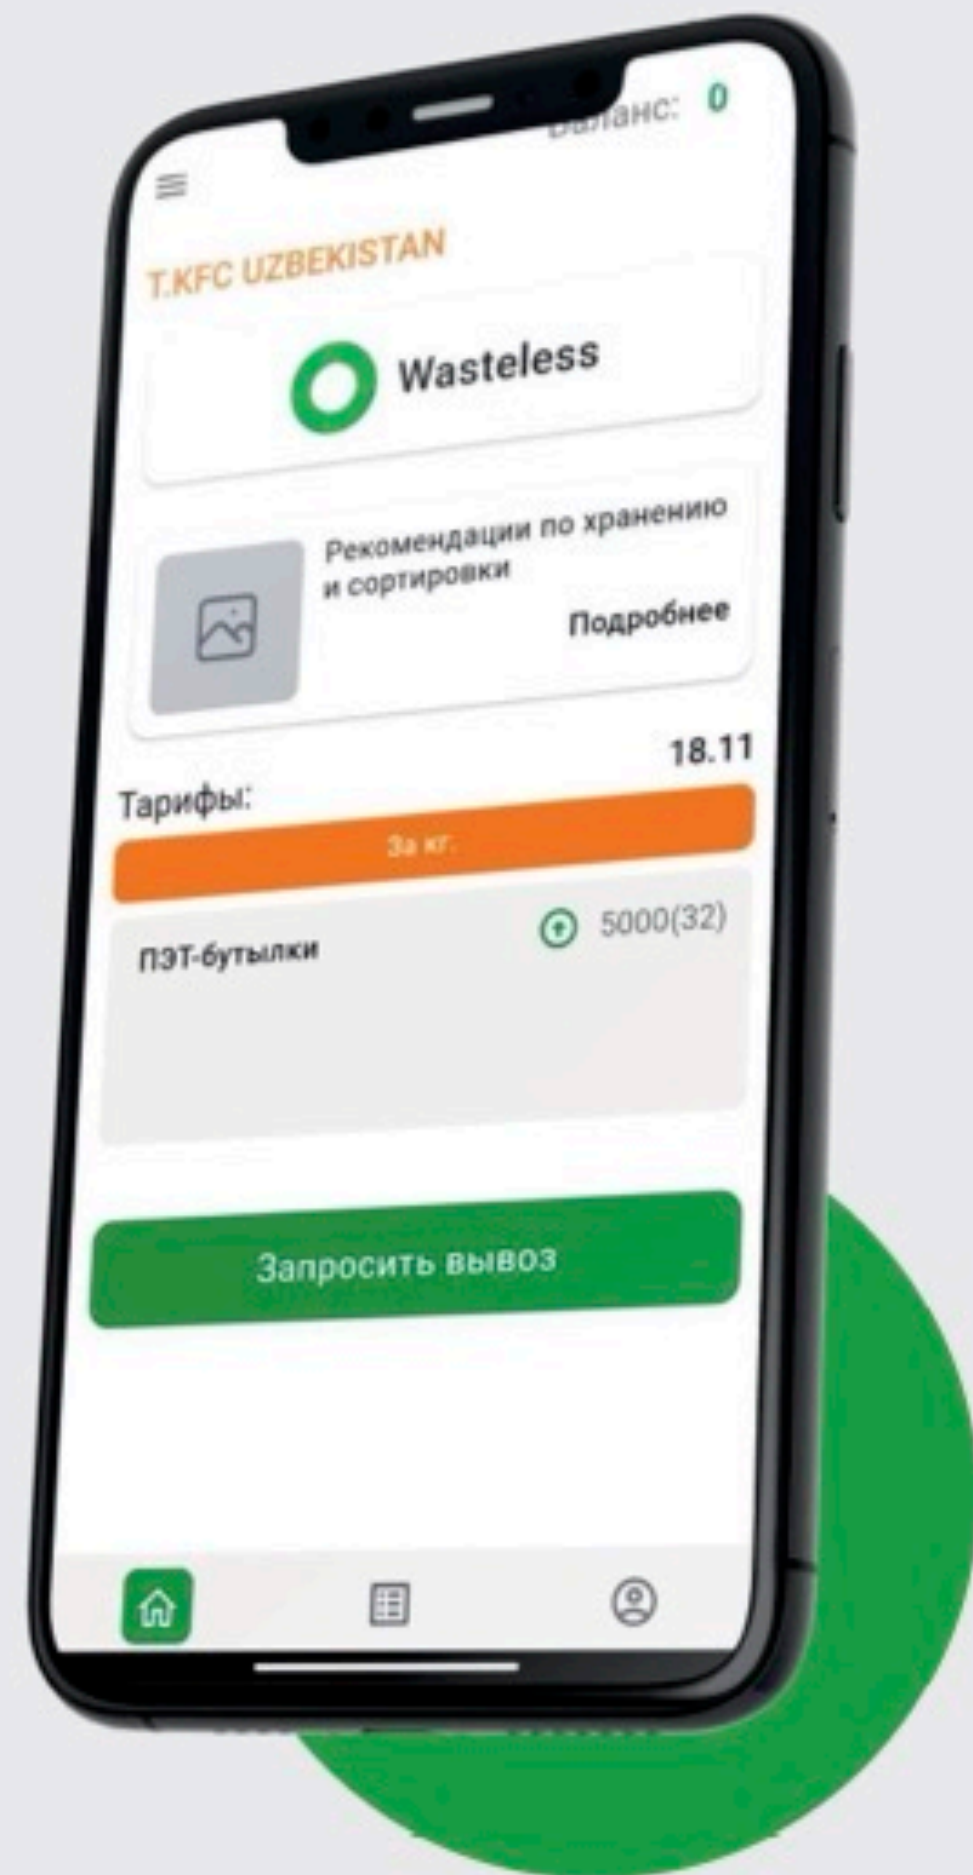 Баланс: 0
T.KFC UZBEKISTAN
Wasteless
Рекомендации по хранению
и сортировки
Подробнее
18.11
Тарифы:
За кг.
ПЭТ-бутылки 5000(32)
Запросить вывоз